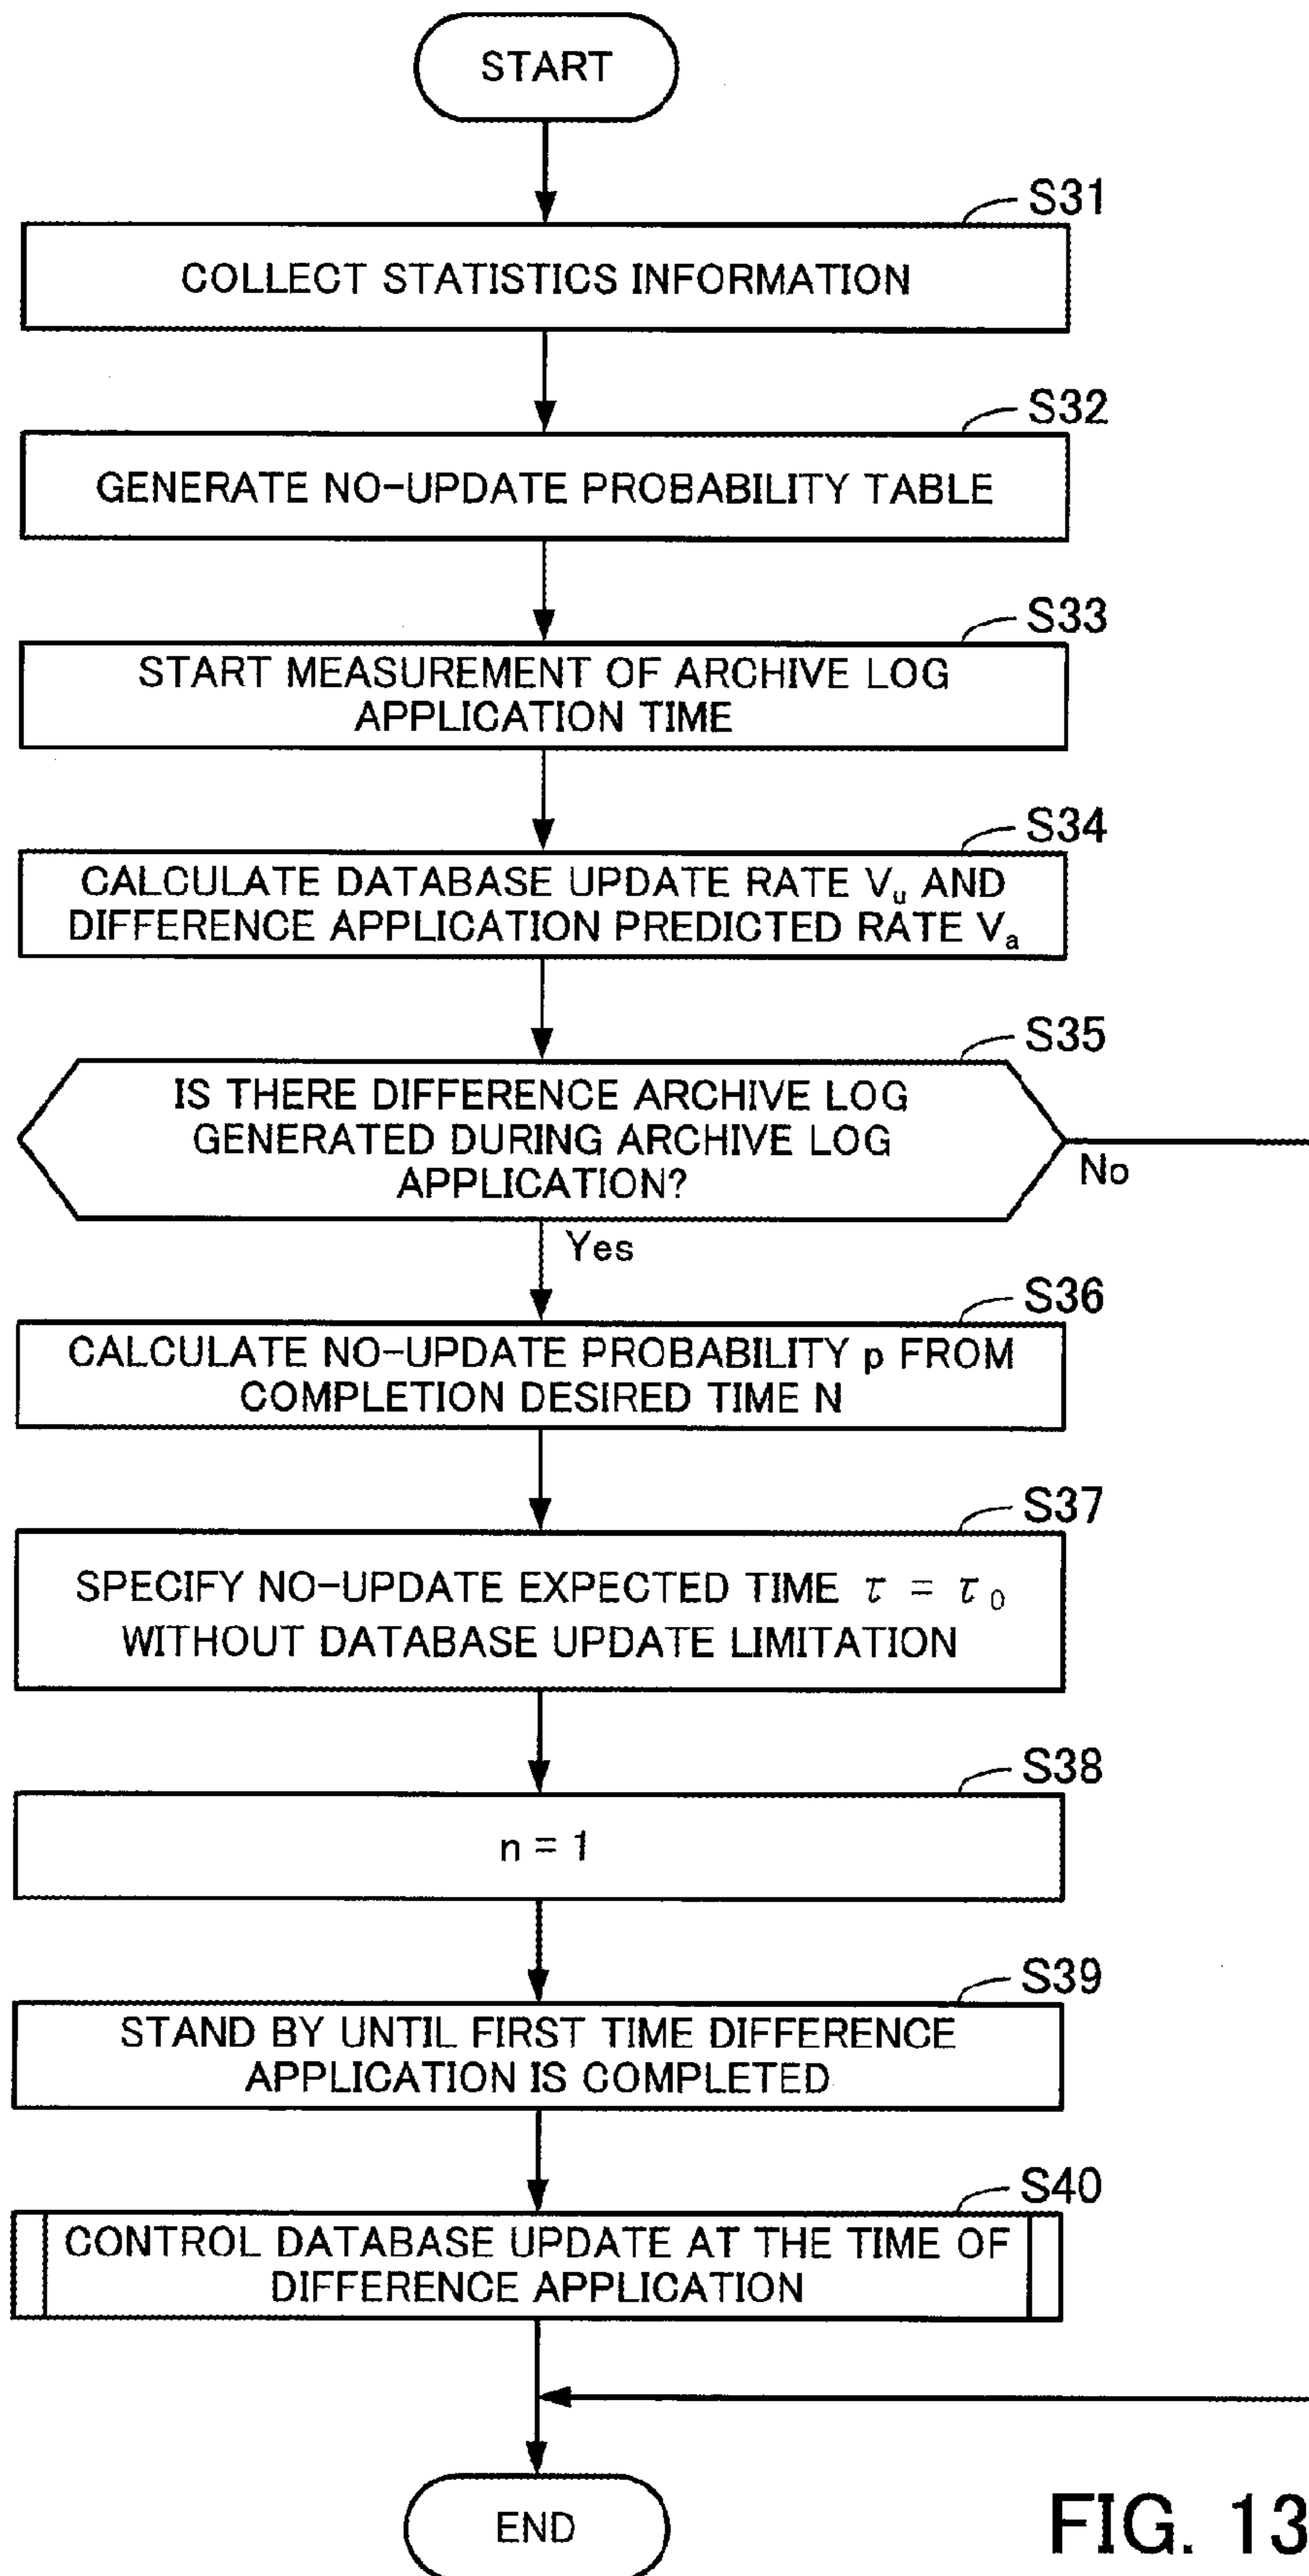 START
S31
COLLECT STATISTICS INFORMATION
S32
GENERATE NO-UPDATE PROBABILITY TABLE
S33
START MEASUREMENT OF ARCHIVE LOG
APPLICATION TIME
S34
CALCULATE DATABASE UPDATE RATE Vu AND
DIFFERENCE APPLICATION PREDICTED RATE Va
S35
IS THERE DIFFERENCE ARCHIVE LOG
GENERATED DURING ARCHIVE LOG
APPLICATION?
No
Yes
S36
CALCULATE NO-UPDATE PROBABILITY p FROM
COMPLETION DESIRED TIME N
S37
SPECIFY NO-UPDATE EXPECTED TIME τ = τ0
WITHOUT DATABASE UPDATE LIMITATION
S38
n = 1
S39
STAND BY UNTIL FIRST TIME DIFFERENCE
APPLICATION IS COMPLETED
S40
CONTROL DATABASE UPDATE AT THE TIME OF
DIFFERENCE APPLICATION
END
FIG. 13